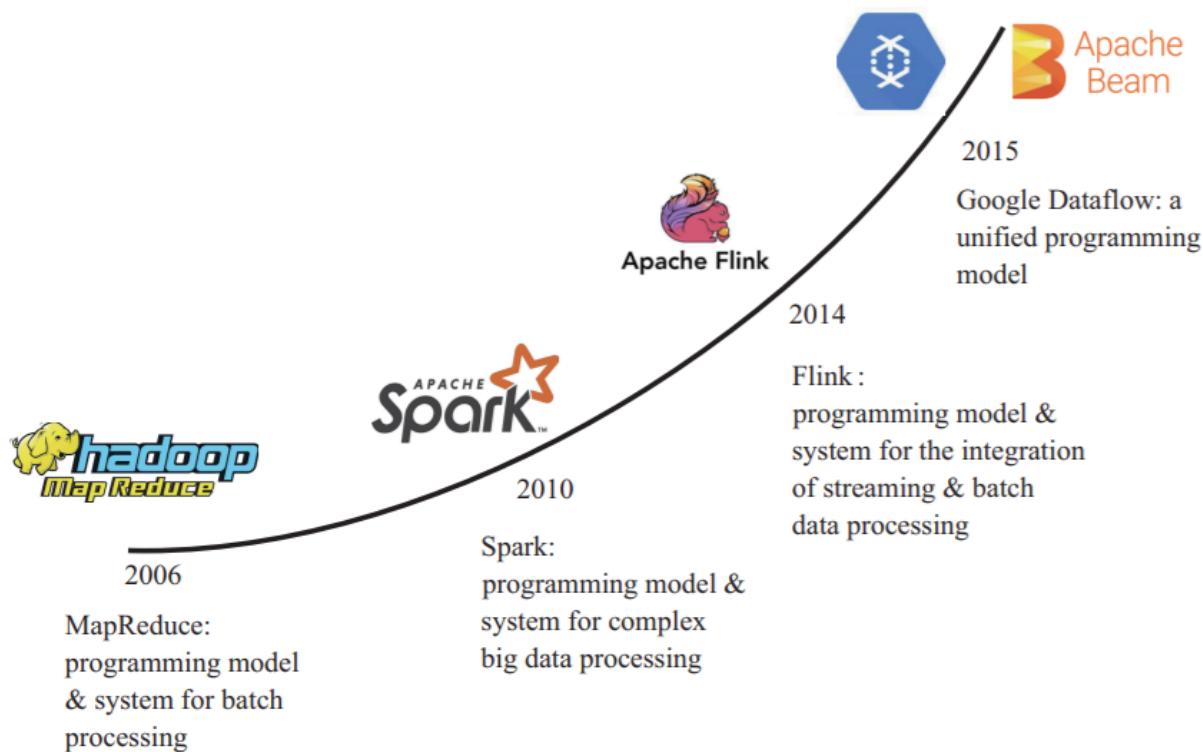 hadoop
Map Reduce
2006
MapReduce:
programming model
& system for batch
processing
APACHE
Spark™
2010
Spark:
programming model &
system for complex
big data processing
Apache Flink
2014
Flink :
programming model &
system for the integration
of streaming & batch
data processing
Apache
Beam
2015
Google Dataflow: a
unified programming
model